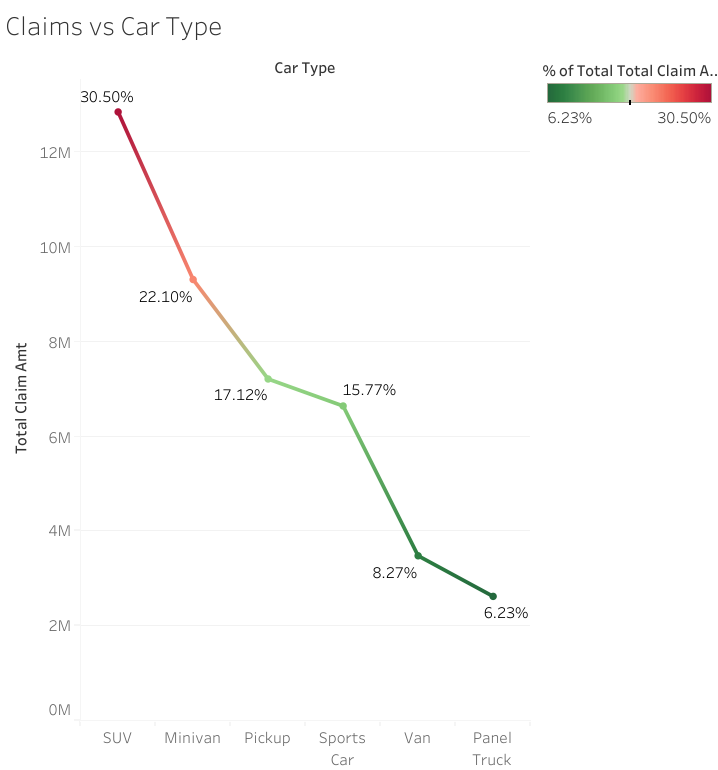 Claims vs Car Type
Car Type
% of Total Total Claim A..
6.23% 30.50%
30.50%
12M
10M
22.10%
8M
17.12%
15.77%
Total Claim Amt
6M
4M
8.27%
6.23%
2M
0M
SUV Minivan Pickup Sports Van Panel
Car Truck